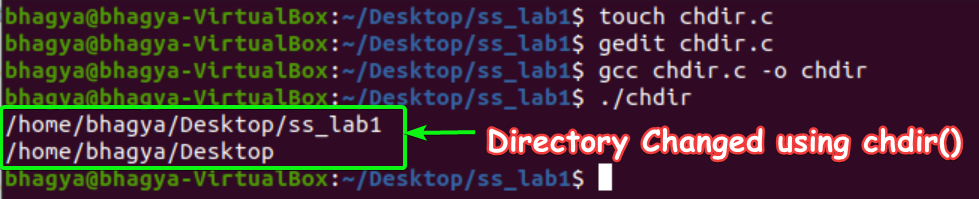 bhagya@bhagya-VirtualBox:~/Desktop/ss_lab1$ touch chdir.c
bhagya@bhagya-VirtualBox:~/Desktop/ss_lab1$ gedit chdir.c
bhagya@bhagya-VirtualBox:~/Desktop/ss_lab1$ gcc chdir.c -o chdir
bhagya@bhagya-VirtualBox:~/Desktop/ss_lab1$ ./chdir
/home/bhagya/Desktop/ss_lab1
/home/bhagya/Desktop
Directory Changed using chdir()
bhagya@bhagya-VirtualBox:~/Desktop/ss_lab1$